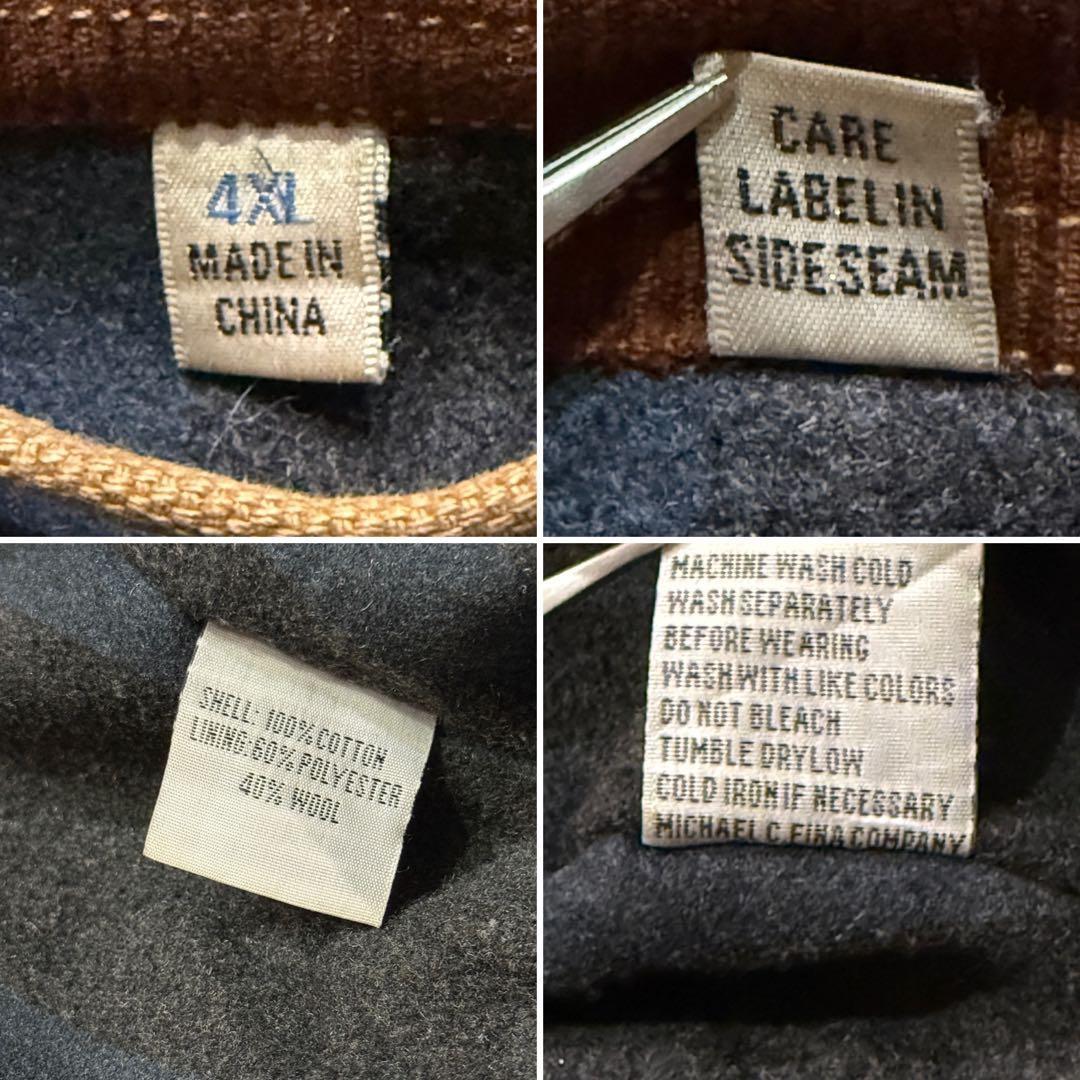 4XL
MADE IN
CHINA
CARE
LABEL IN
SIDE SEAM
SHELL: 100% COTTON
LINING: 60% POLYESTER
40% WOOL
MACHINE WASH COLD
WASH SEPARATELY
BEFORE WEARING
WASH WITH LIKE COLORS
DO NOT BLEACH
TUMBLE DRY LOW
COLD IRON IF NECESSARY
MICHAEL C FINA COMPANY